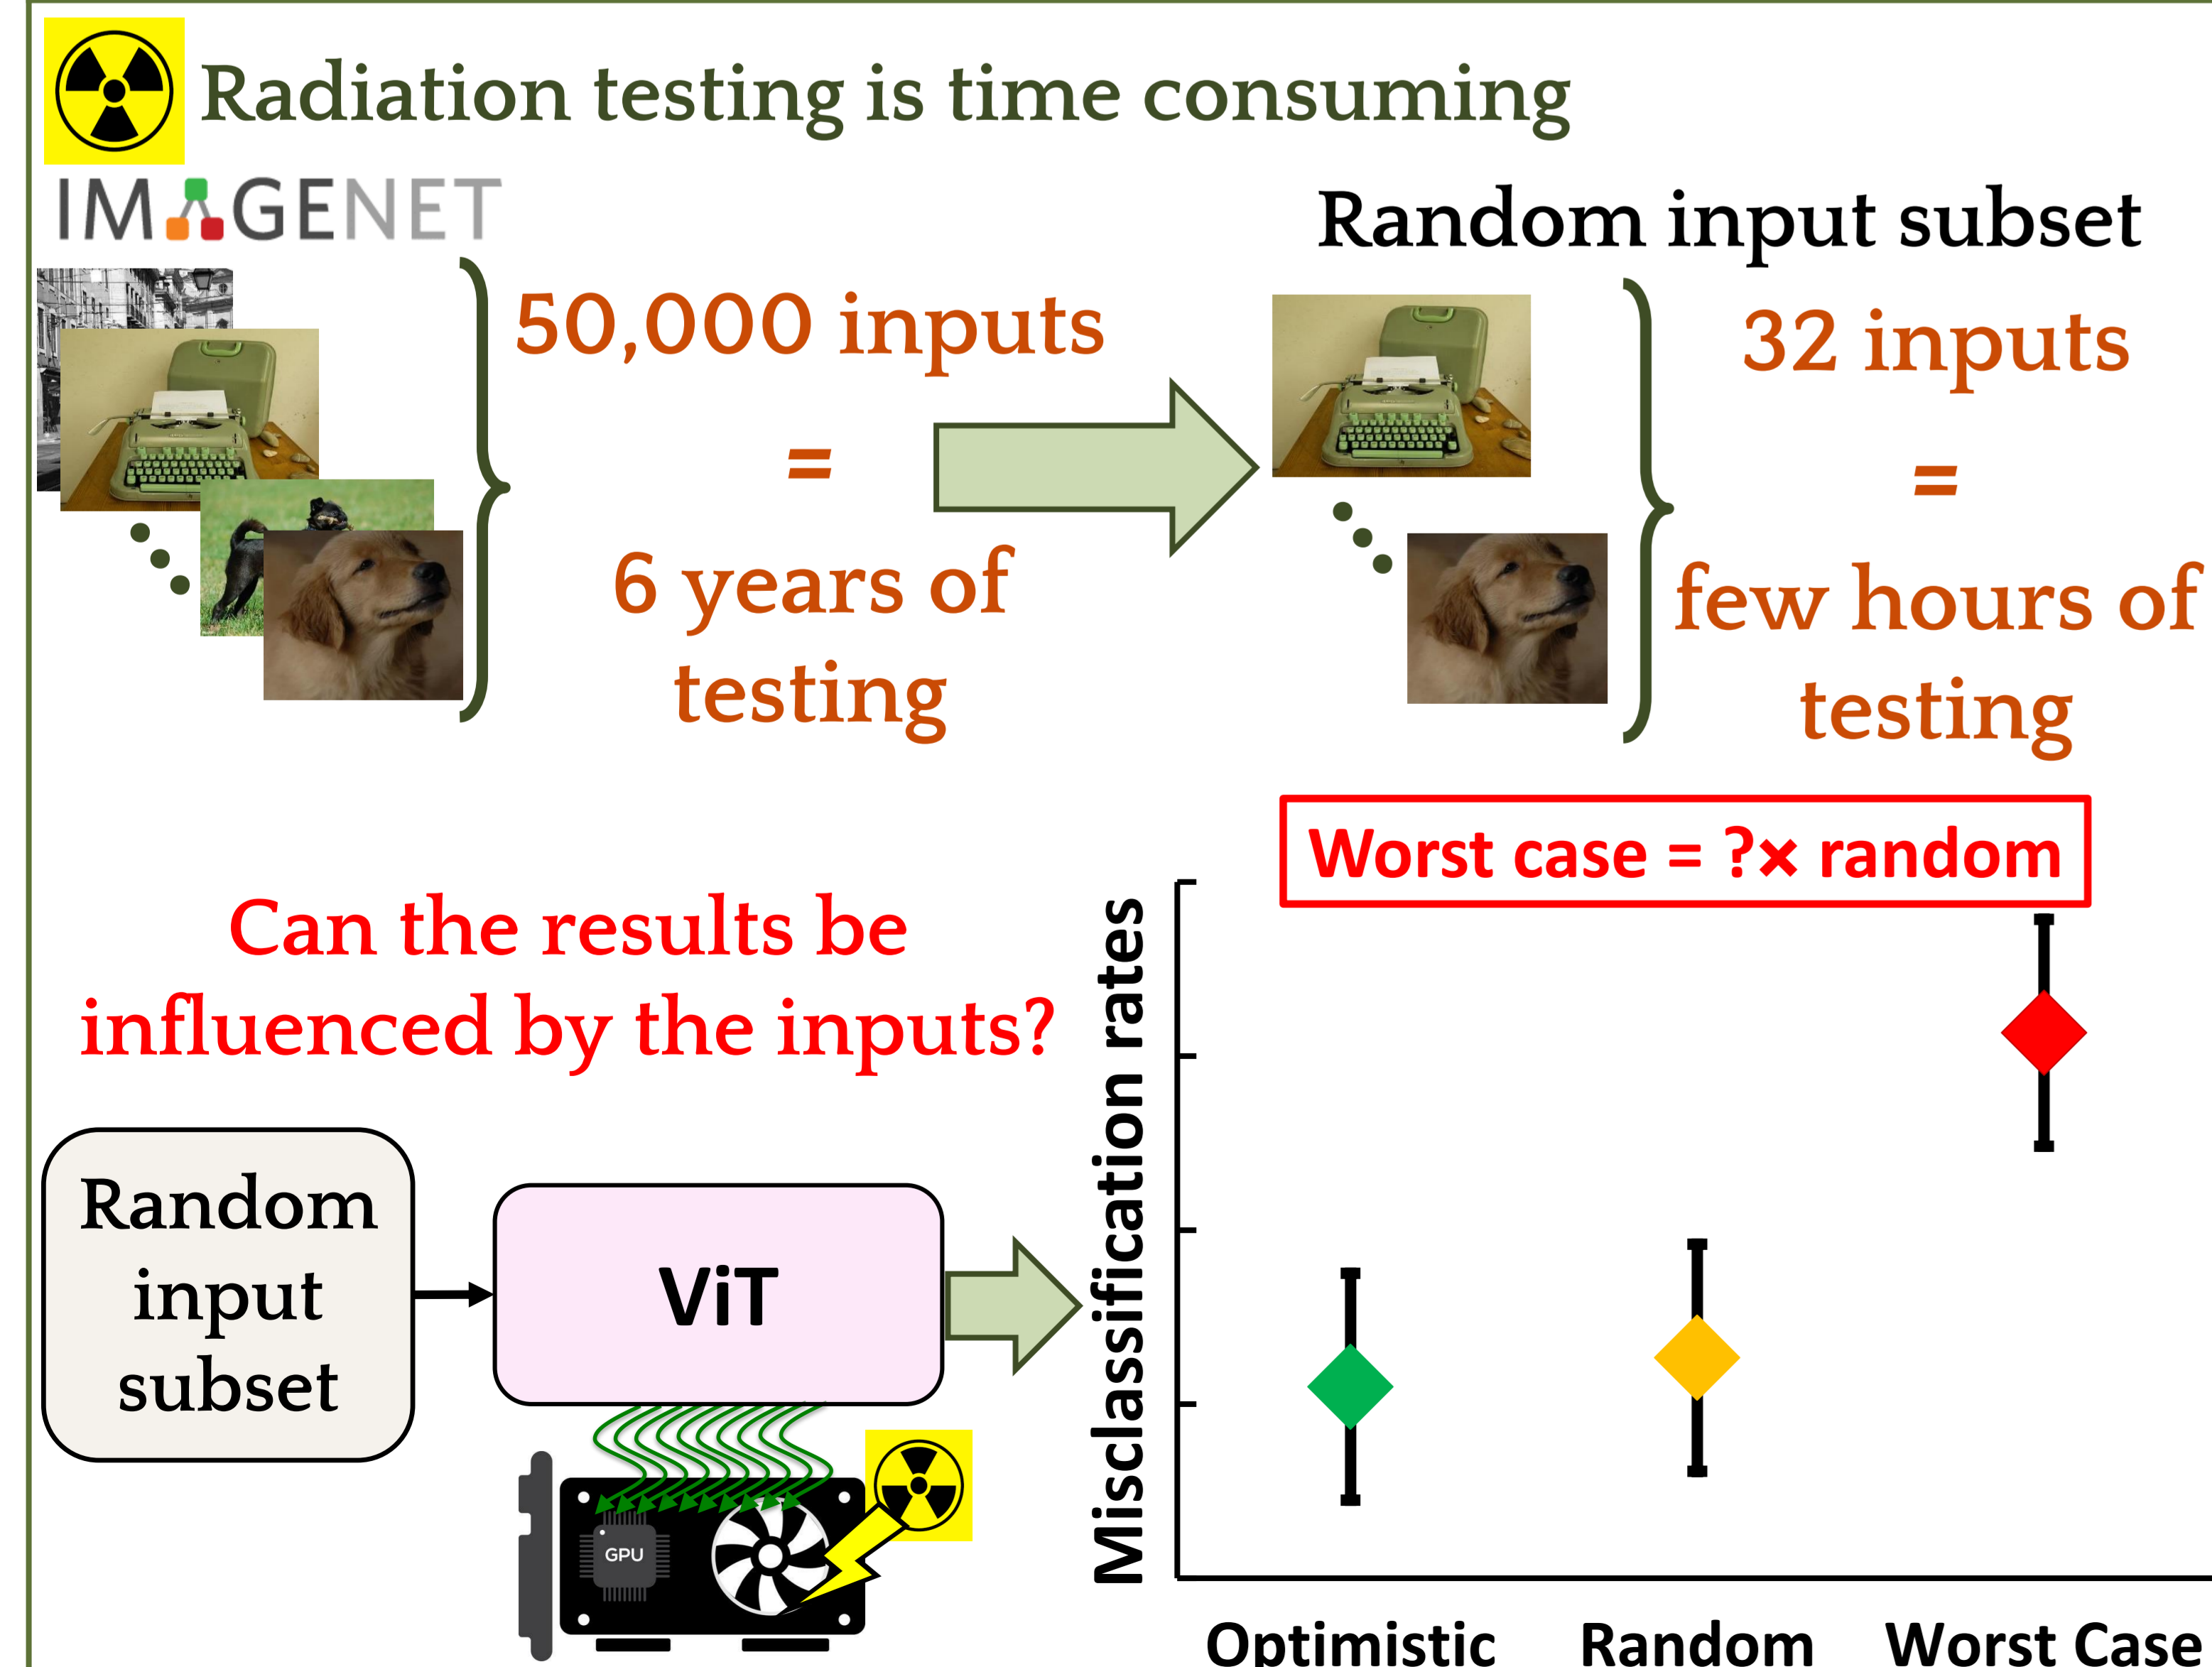 Radiation testing is time consuming
IMAGENET
50,000 inputs
=
6 years of
testing
Random input subset
32 inputs
=
few hours of
testing
Can the results be
influenced by the inputs?
Random
input
subset
ViT
GPU
Worst case = ?× random
Misclassification rates
Optimistic Random Worst Case